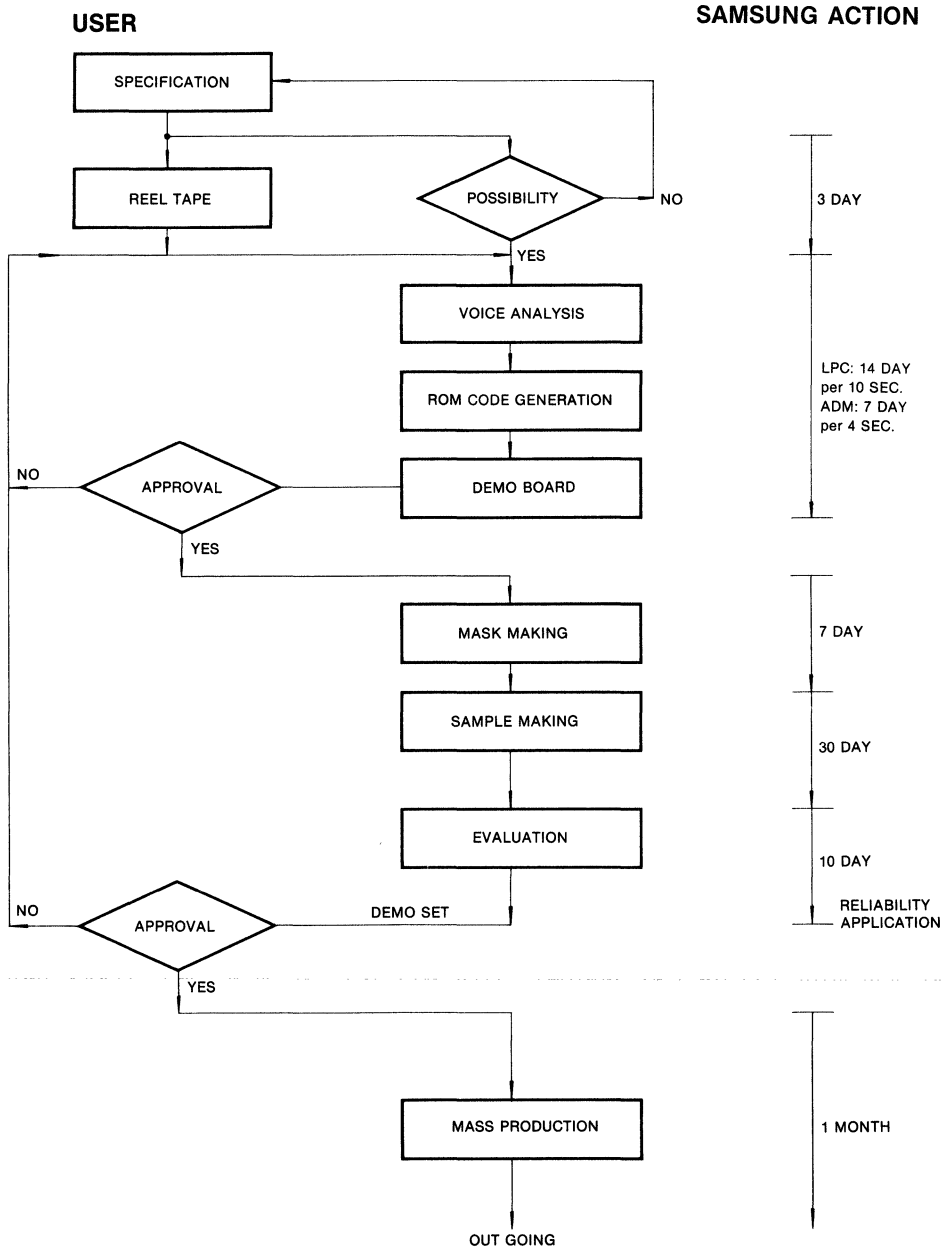 USER
SAMSUNG ACTION
SPECIFICATION
REEL TAPE
POSSIBILITY
NO
3 DAY
YES
VOICE ANALYSIS
LPC: 14 DAY
per 10 SEC.
ADM: 7 DAY
per 4 SEC.
ROM CODE GENERATION
NO
APPROVAL
DEMO BOARD
YES
MASK MAKING
7 DAY
SAMPLE MAKING
30 DAY
EVALUATION
10 DAY
NO
APPROVAL
DEMO SET
RELIABILITY
APPLICATION
YES
MASS PRODUCTION
1 MONTH
OUT GOING